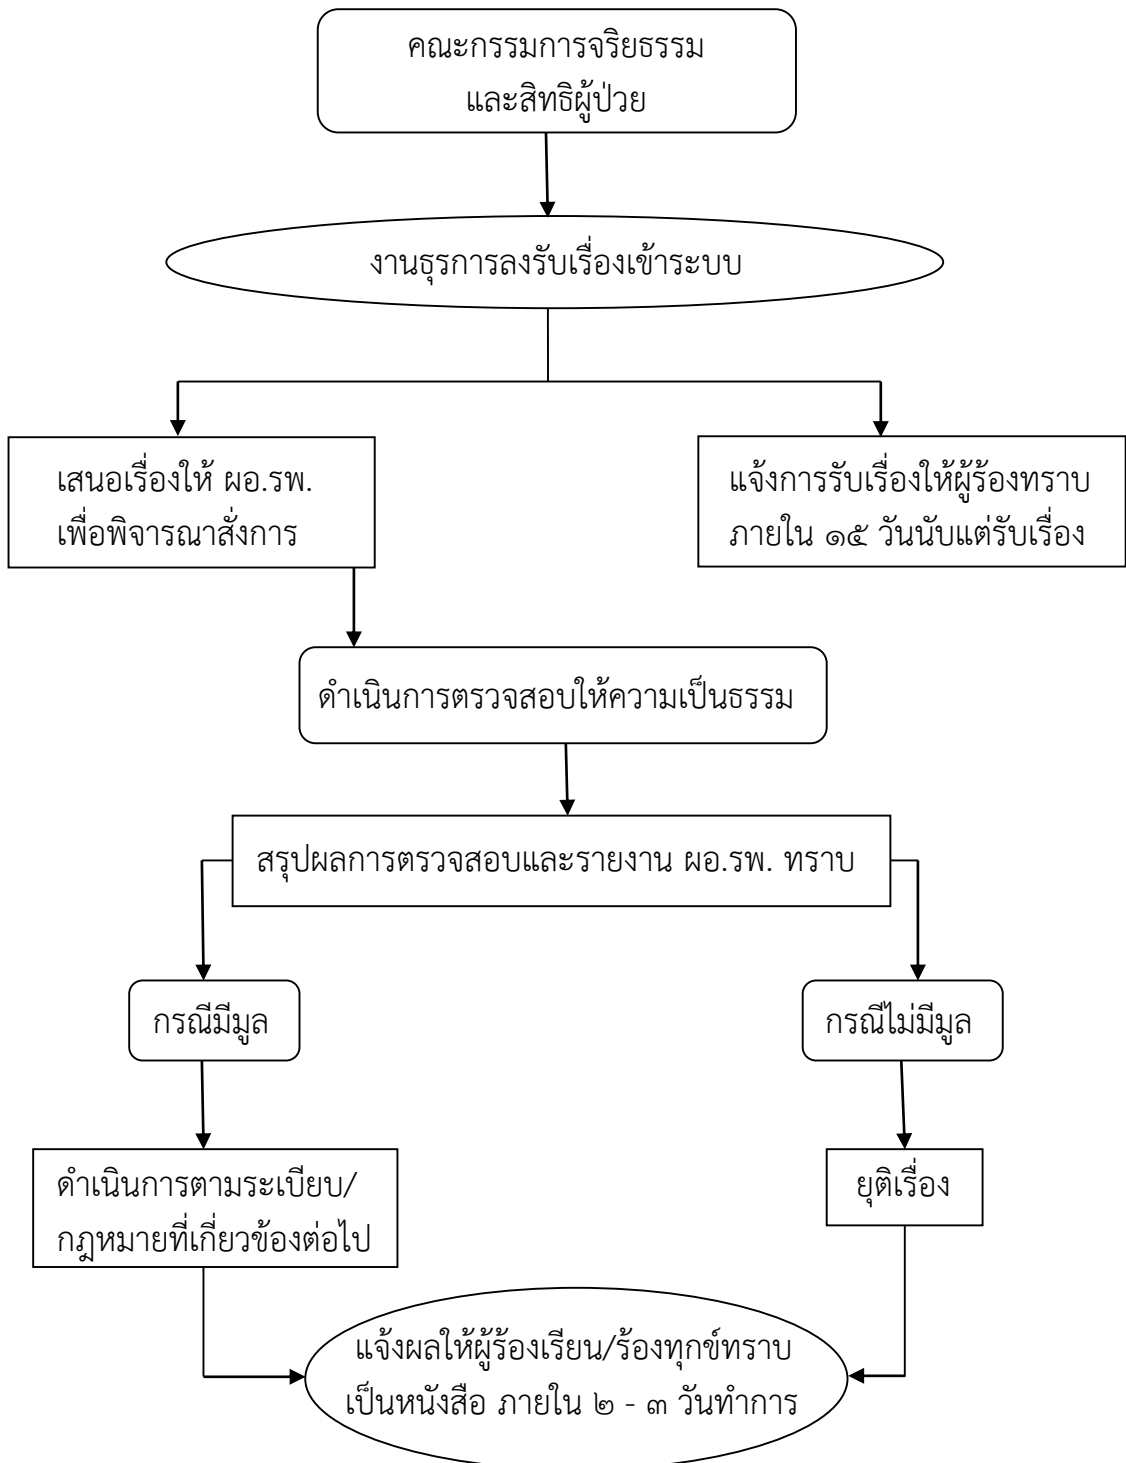 คณะกรรมการจริยธรรม
และสิทธิผู้ป่วย
งานธุรการลงรับเรื่องเข้าระบบ
เสนอเรื่องให้ ผอ.รพ.
เพื่อพิจารณาสั่งการ
แจ้งการรับเรื่องให้ผู้ร้องทราบ
ภายใน ๑๕ วันนับแต่รับเรื่อง
ดำเนินการตรวจสอบให้ความเป็นธรรม
สรุปผลการตรวจสอบและรายงาน ผอ.รพ. ทราบ
กรณีมีมูล
กรณีไม่มีมูล
ดำเนินการตามระเบียบ/
กฎหมายที่เกี่ยวข้องต่อไป
ยุติเรื่อง
แจ้งผลให้ผู้ร้องเรียน/ร้องทุกข์ทราบ
เป็นหนังสือ ภายใน ๒ - ๓ วันทำการ